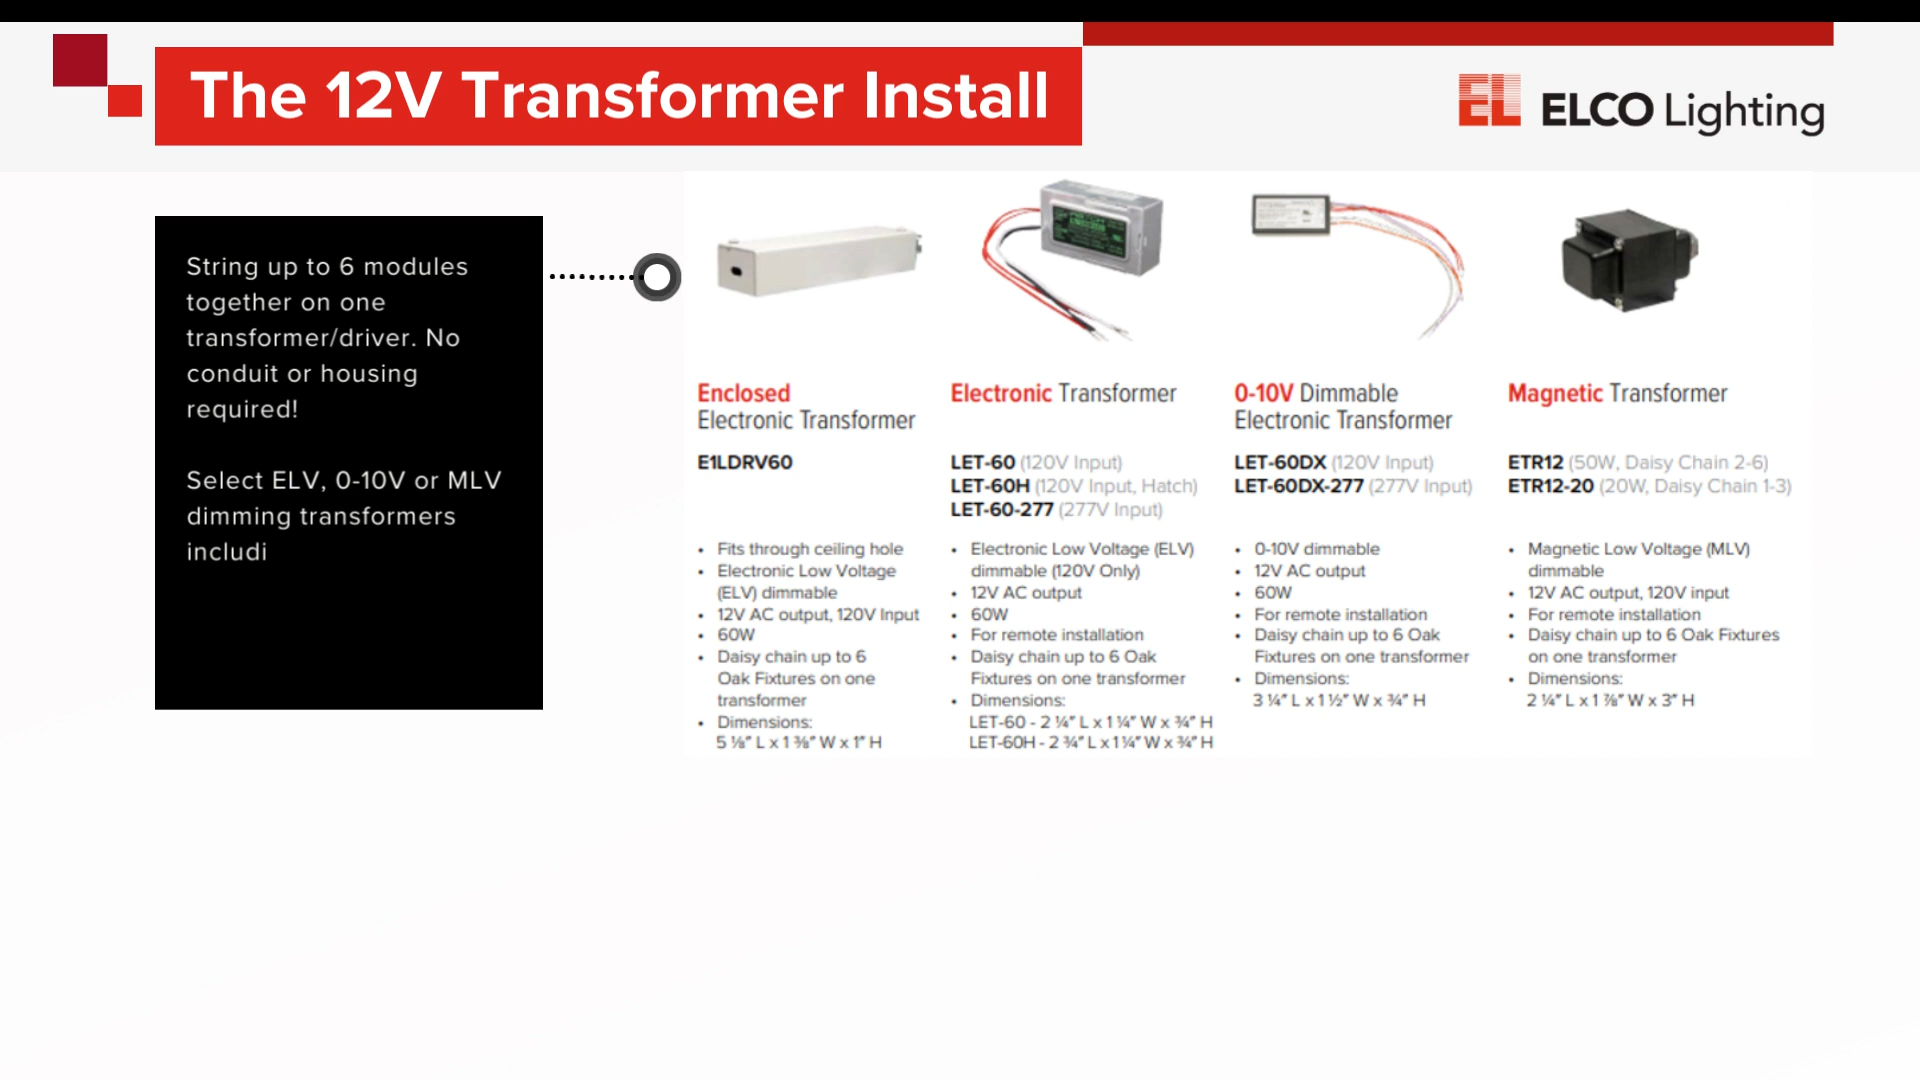 The 12V Transformer Install
EL ELCO Lighting
String up to 6 modules
together on one
transformer/driver. No
conduit or housing
required!
Select ELV, 0-10V or MLV
dimming transformers
includi
Enclosed
Electronic Transformer
E1LDRV60
• Fits through ceiling hole
• Electronic Low Voltage
(ELV) dimmable
• 12V AC output, 120V Input
• 60W
• Daisy chain up to 6
Oak Fixtures on one
transformer
• Dimensions:
5 ⅛" L x 1 ⅜" W x 1" H
Electronic Transformer
LET-60 (120V Input)
LET-60H (120V Input, Hatch)
LET-60-277 (277V Input)
• Electronic Low Voltage (ELV)
dimmable (120V Only)
• 12V AC output
• 60W
• For remote installation
• Daisy chain up to 6 Oak
Fixtures on one transformer
• Dimensions:
LET-60 - 2 ¼" L x 1 ¼" W x ¾" H
LET-60H - 2 ¾" L x 1 ¼" W x ¾" H
0-10V Dimmable
Electronic Transformer
LET-60DX (120V Input)
LET-60DX-277 (277V Input)
• 0-10V dimmable
• 12V AC output
• 60W
• For remote installation
• Daisy chain up to 6 Oak
Fixtures on one transformer
• Dimensions:
3 ¼" L x 1 ½" W x ¾" H
Magnetic Transformer
ETR12 (50W, Daisy Chain 2-6)
ETR12-20 (20W, Daisy Chain 1-3)
• Magnetic Low Voltage (MLV)
dimmable
• 12V AC output, 120V input
• For remote installation
• Daisy chain up to 6 Oak Fixtures
on one transformer
• Dimensions:
2 ¼" L x 1 ⅞" W x 3" H